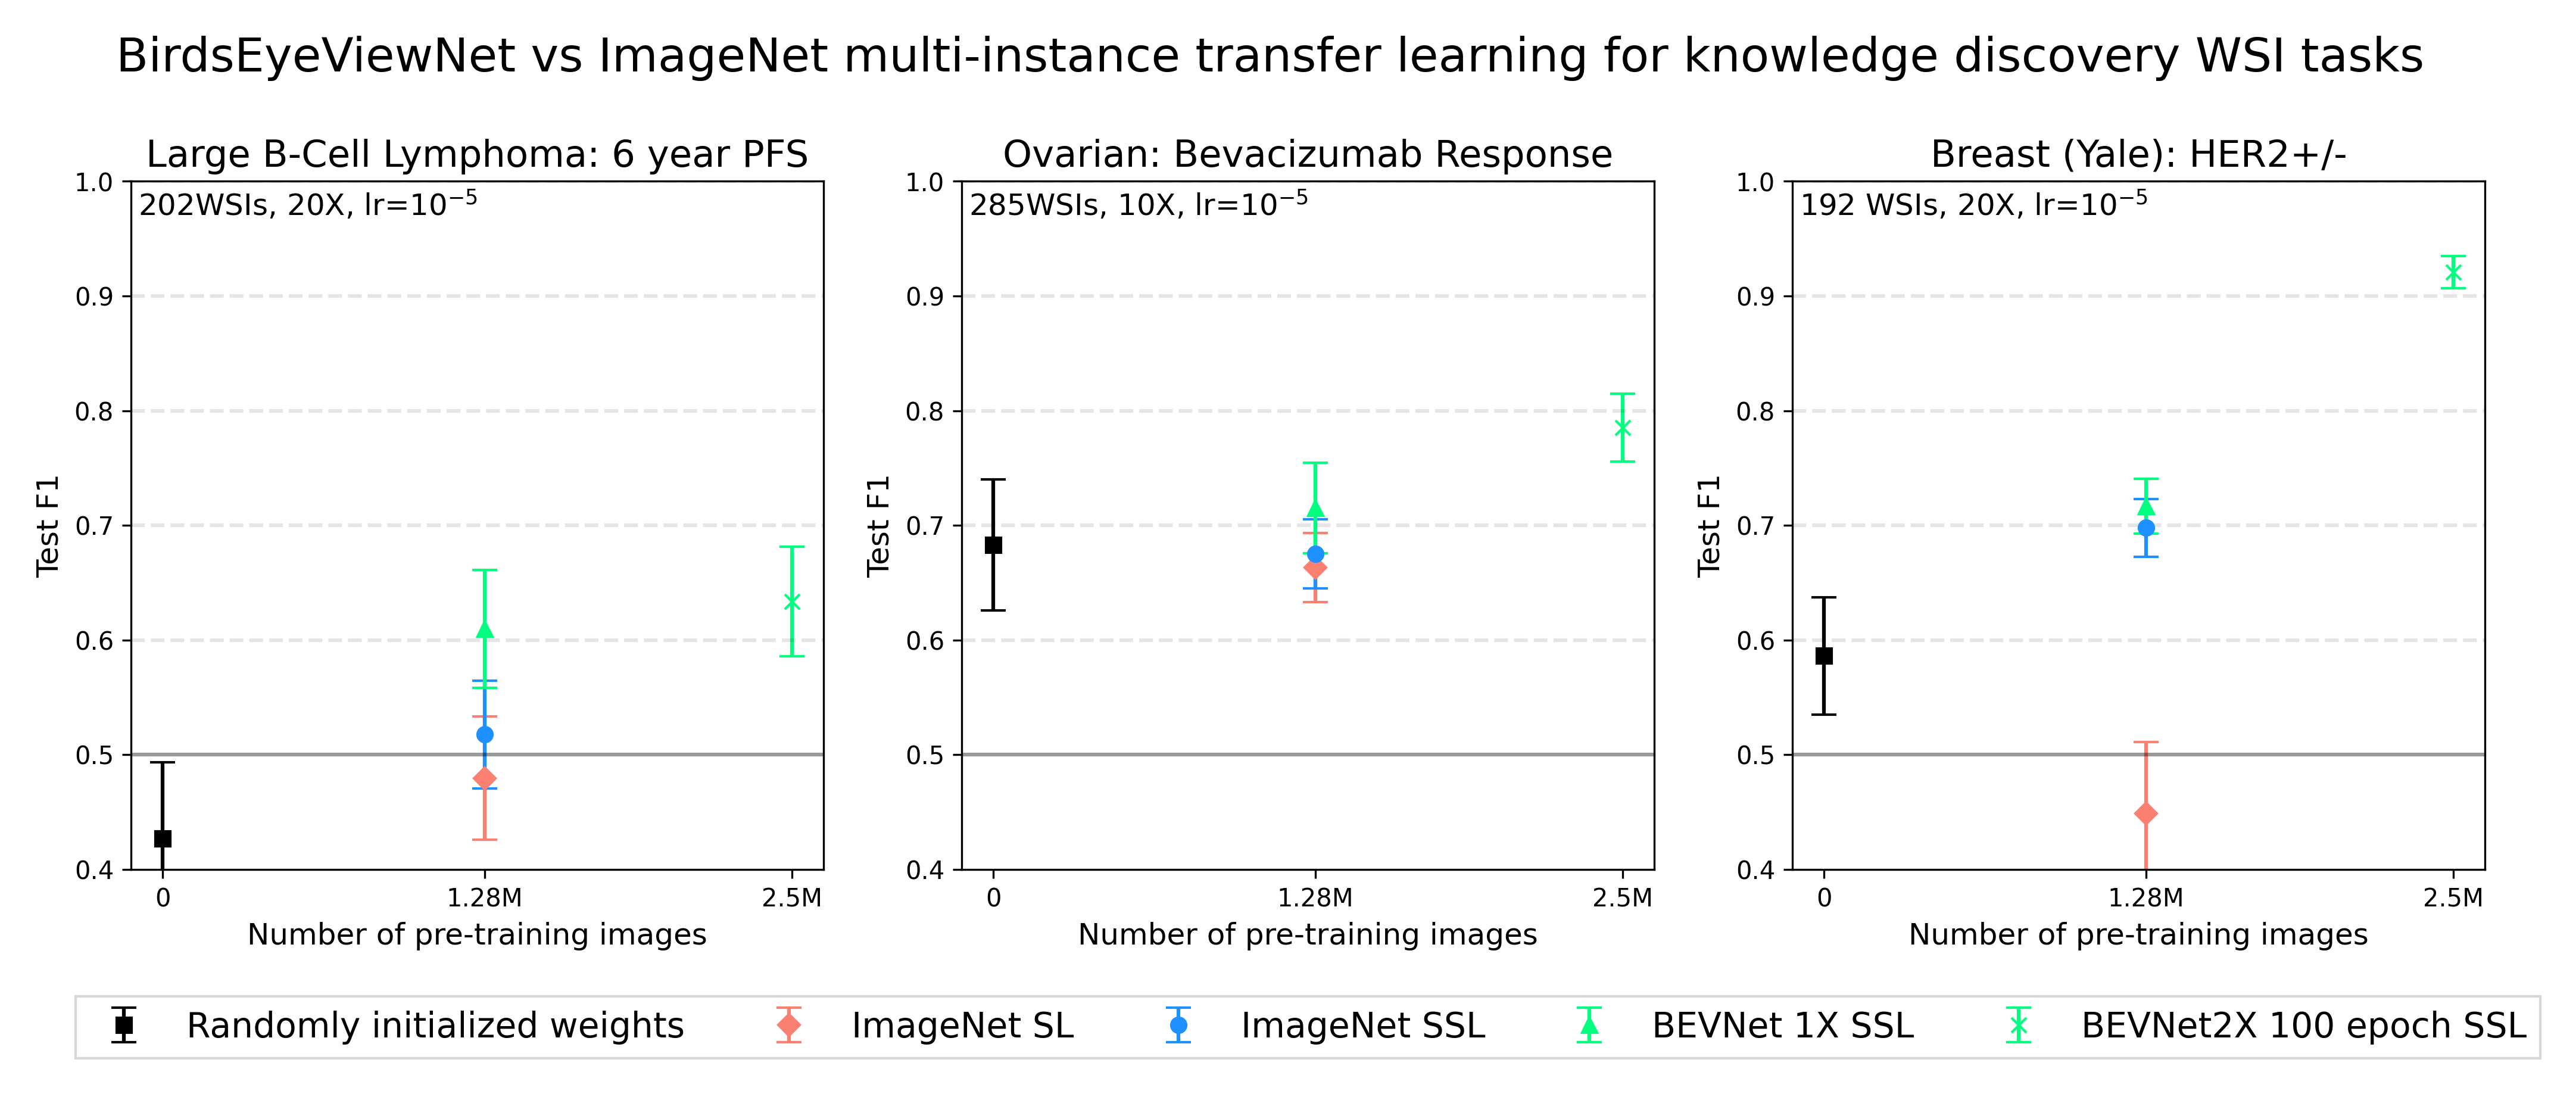 BirdsEyeViewNet vs ImageNet multi-instance transfer learning for knowledge discovery WSI tasks
Large B-Cell Lymphoma: 6 year PFS
202WSIs, 20X, lr=10⁻⁵
1.0
0.9
0.8
0.7
0.6
0.5
0.4
Test F1
0
1.28M
2.5M
Number of pre-training images
Ovarian: Bevacizumab Response
285WSIs, 10X, lr=10⁻⁵
1.0
0.9
0.8
0.7
0.6
0.5
0.4
Test F1
0
1.28M
2.5M
Number of pre-training images
Breast (Yale): HER2+/-
192 WSIs, 20X, lr=10⁻⁵
1.0
0.9
0.8
0.7
0.6
0.5
0.4
Test F1
0
1.28M
2.5M
Number of pre-training images
Randomly initialized weights
ImageNet SL
ImageNet SSL
BEVNet 1X SSL
BEVNet2X 100 epoch SSL